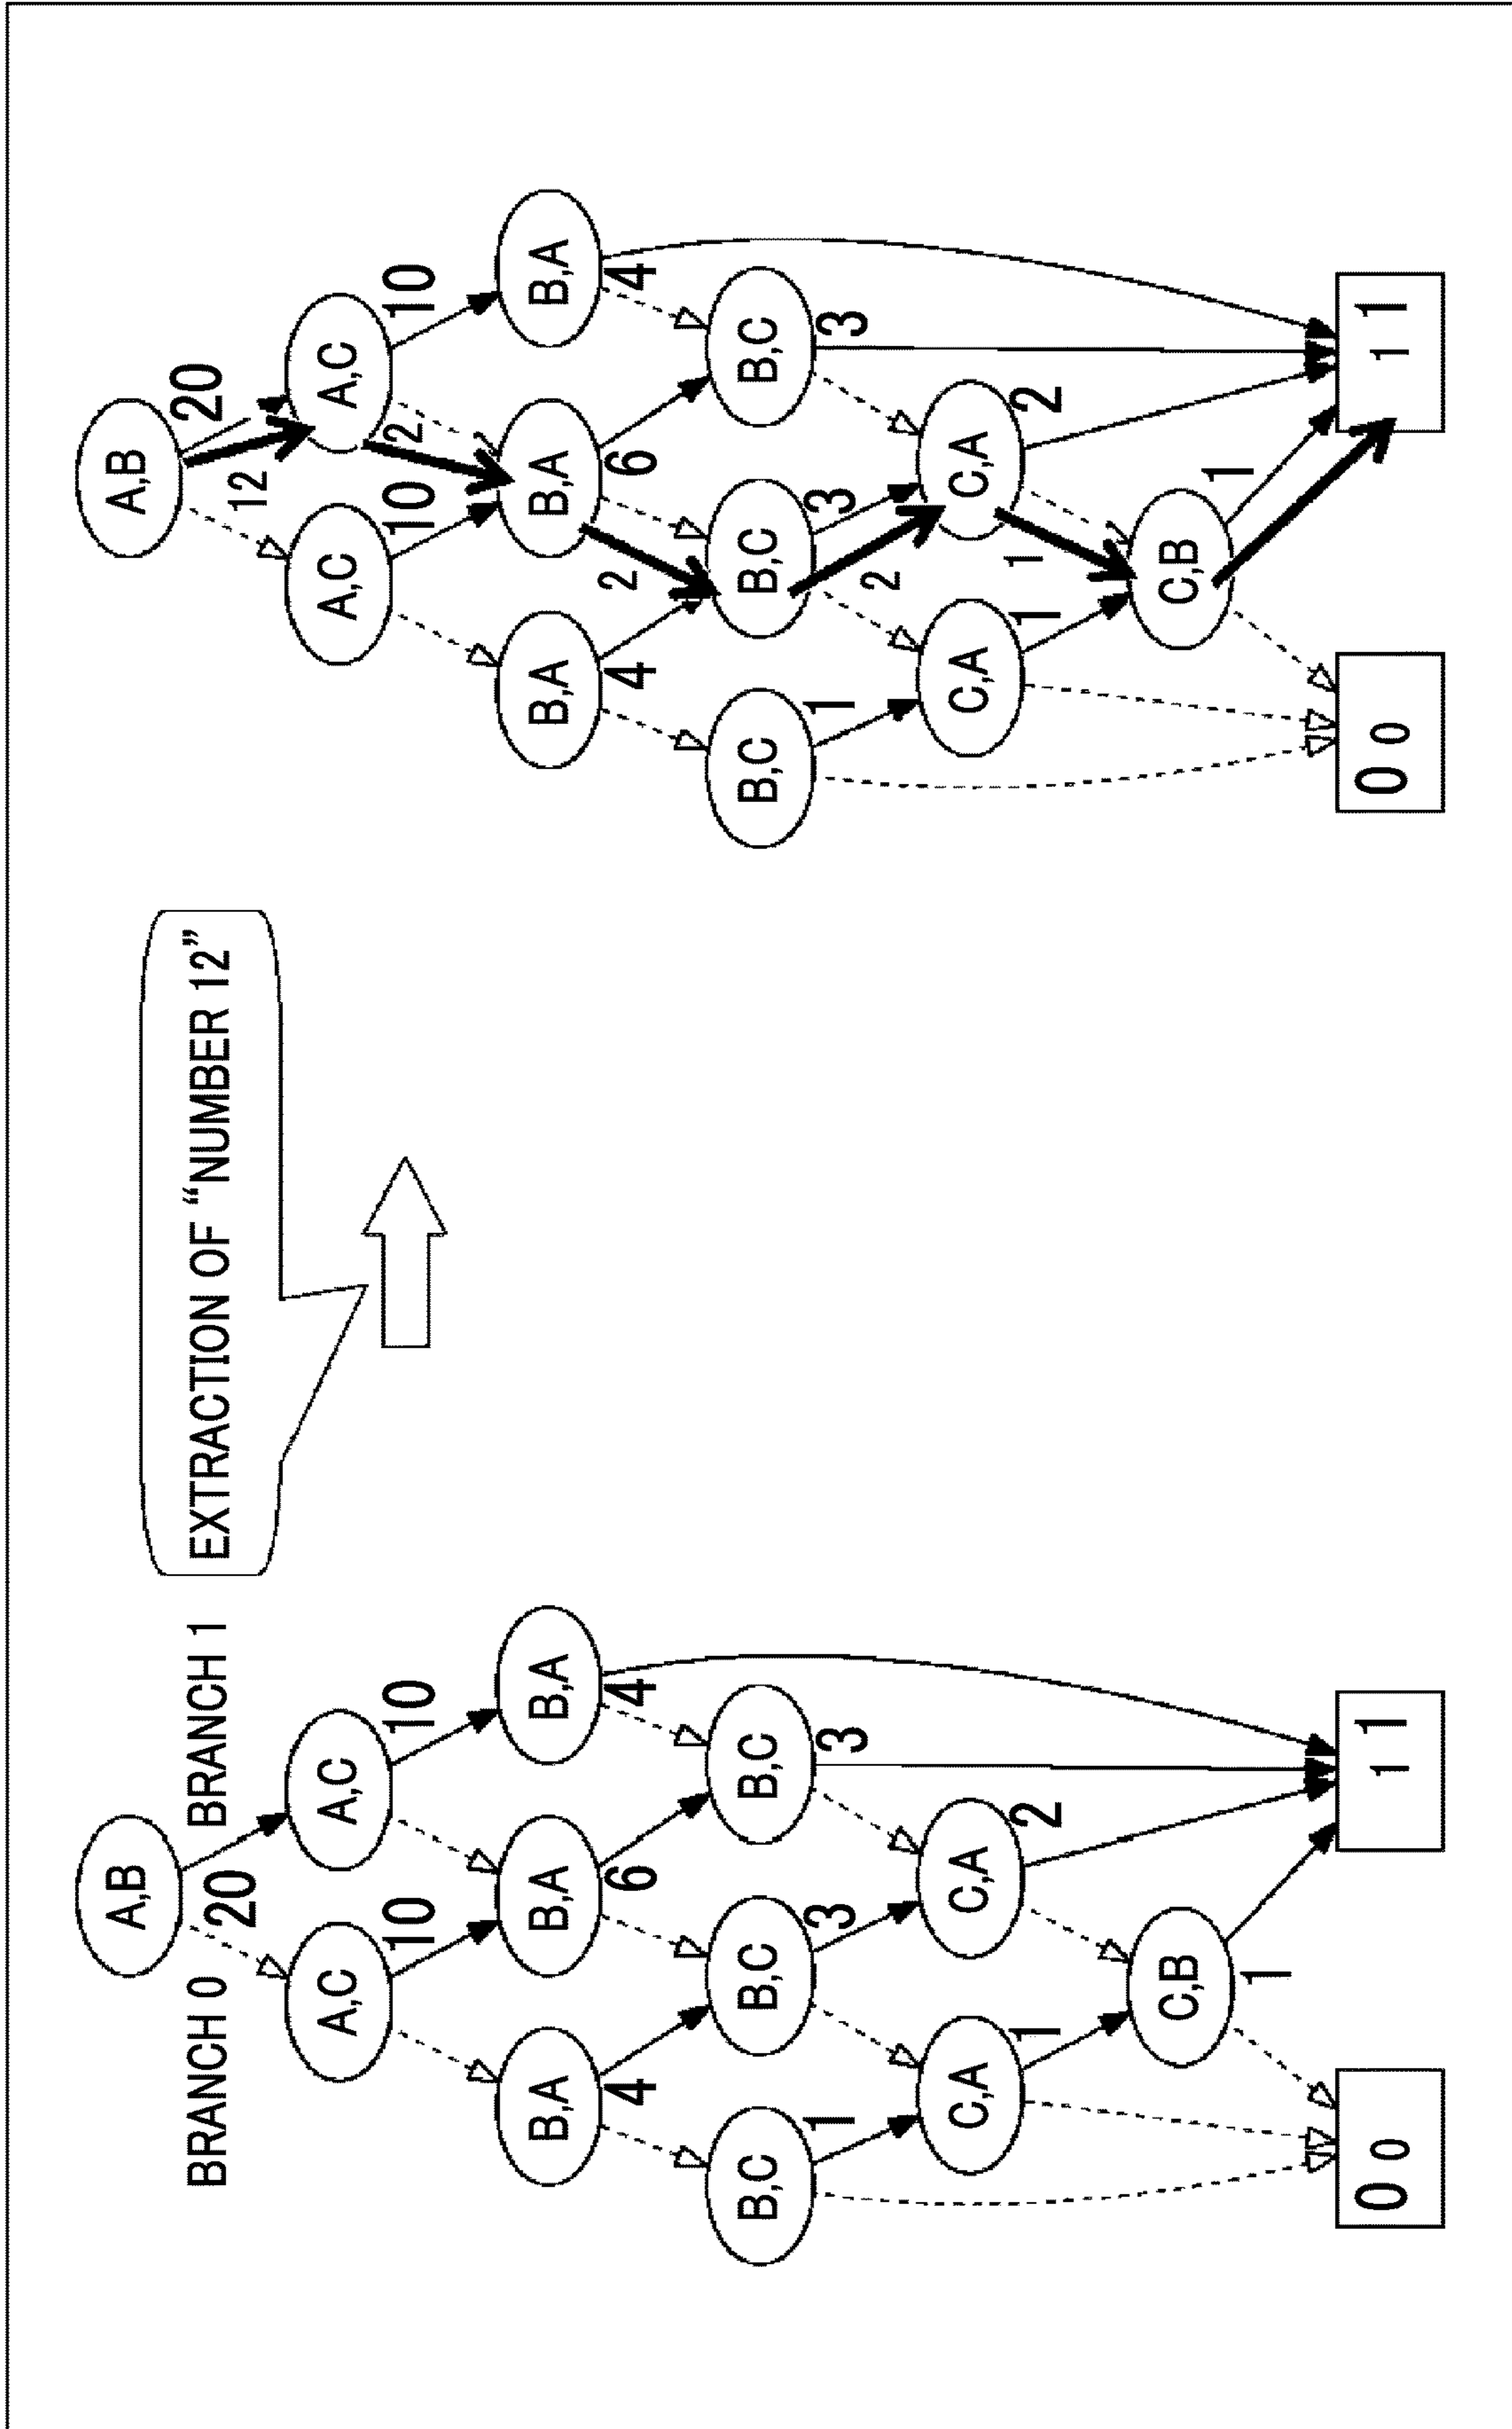 A,B
BRANCH 0 BRANCH 1
20
A,C A,C
10 10
B,A B,A B,A
4 6 4
B,C B,C B,C
1 3 3
C,A C,A
1 2
C,B
1
0 0 1 1
EXTRACTION OF “NUMBER 12”
A,B
20
12
A,C A,C
2
10 10
B,A B,A B,A
2
4 6 4
B,C B,C B,C
1 3 3
2
C,A C,A
1 1 2
C,B
1
0 0 1 1